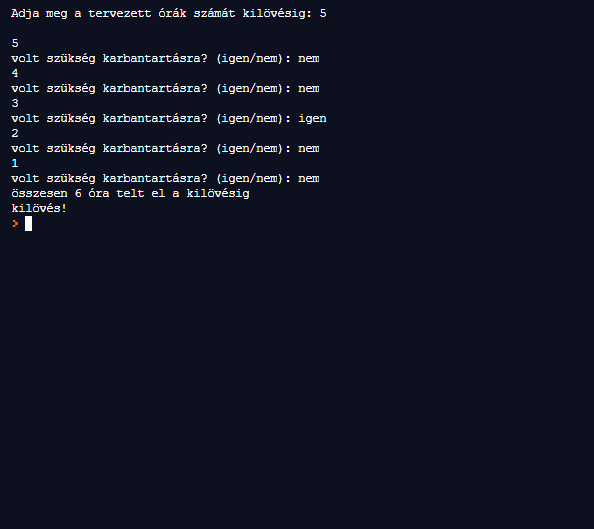 Adja meg a tervezett órák számát kilövésig: 5
5
volt szükség karbantartásra? (igen/nem): nem
4
volt szükség karbantartásra? (igen/nem): nem
3
volt szükség karbantartásra? (igen/nem): igen
2
volt szükség karbantartásra? (igen/nem): nem
1
volt szükség karbantartásra? (igen/nem): nem
összesen 6 óra telt el a kilövésig
kilövés!
>